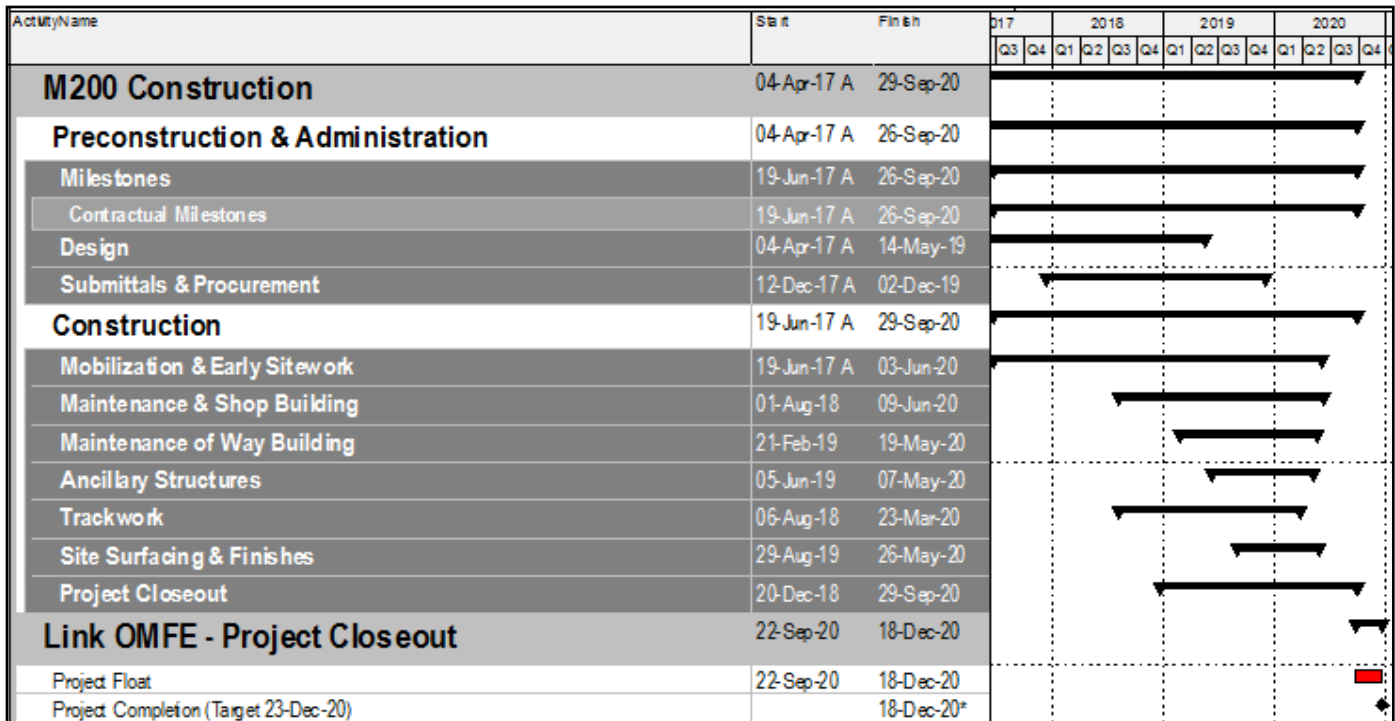 ActivityName Start Finish 017 2018 2019 2020
Q3 Q4 Q1 Q2 Q3 Q4 Q1 Q2 Q3 Q4 Q1 Q2 Q3 Q4
M200 Construction 04-Apr-17 A 29-Sep-20
Preconstruction & Administration 04-Apr-17 A 26-Sep-20
Milestones 19-Jun-17 A 26-Sep-20
Contractual Milestones 19-Jun-17 A 26-Sep-20
Design 04-Apr-17 A 14-May-19
Submittals & Procurement 12-Dec-17 A 02-Dec-19
Construction 19-Jun-17 A 29-Sep-20
Mobilization & Early Sitework 19-Jun-17 A 03-Jun-20
Maintenance & Shop Building 01-Aug-18 09-Jun-20
Maintenance of Way Building 21-Feb-19 19-May-20
Ancillary Structures 05-Jun-19 07-May-20
Trackwork 06-Aug-18 23-Mar-20
Site Surfacing & Finishes 29-Aug-19 26-May-20
Project Closeout 20-Dec-18 29-Sep-20
Link OMFE - Project Closeout 22-Sep-20 18-Dec-20
Project Float 22-Sep-20 18-Dec-20
Project Completion (Target 23-Dec-20) 18-Dec-20*